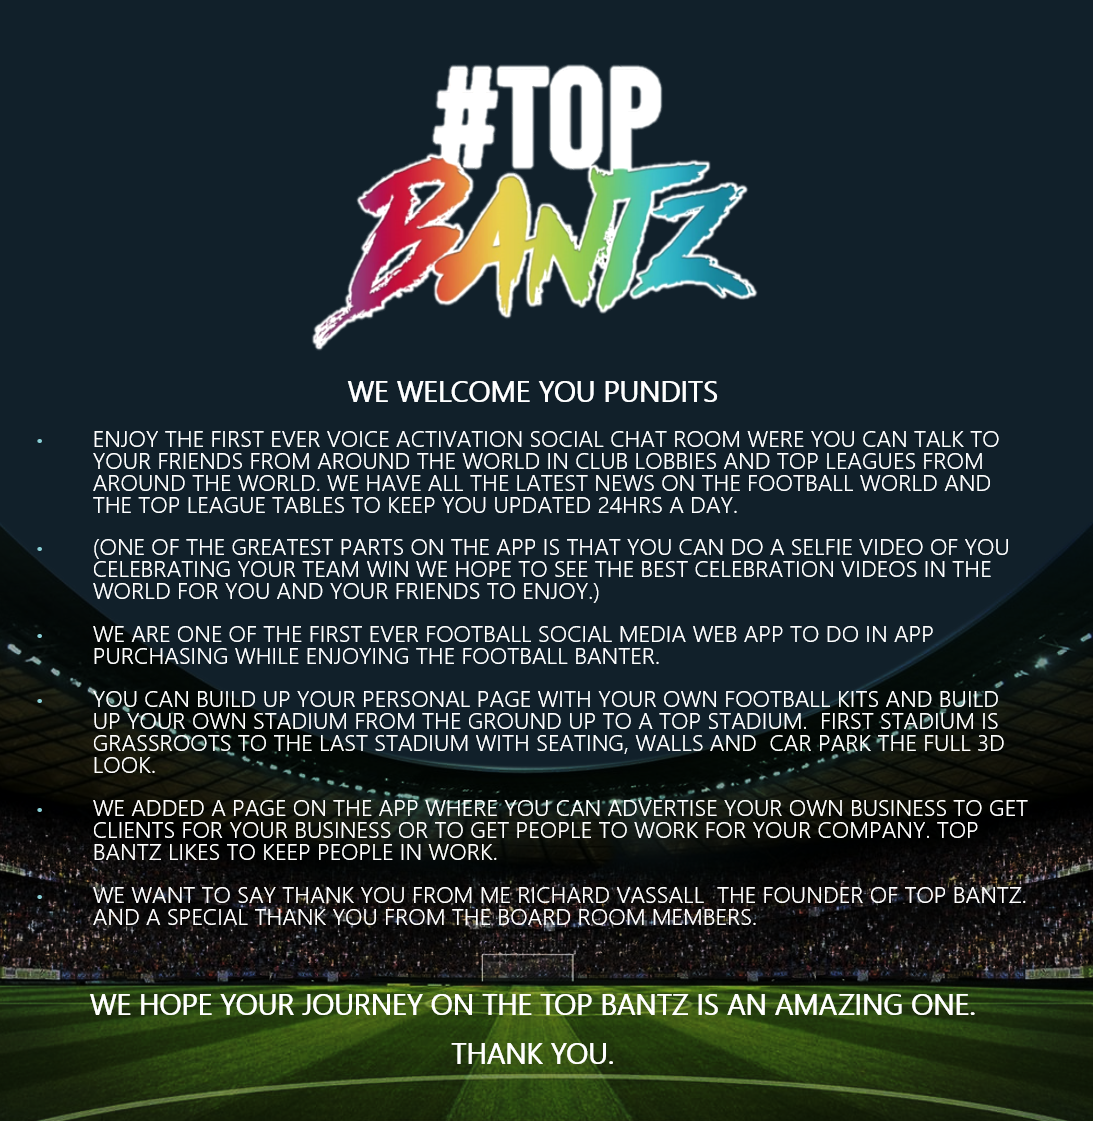 #TOP
BANTZ
WE WELCOME YOU PUNDITS
• ENJOY THE FIRST EVER VOICE ACTIVATION SOCIAL CHAT ROOM WERE YOU CAN TALK TO
YOUR FRIENDS FROM AROUND THE WORLD IN CLUB LOBBIES AND TOP LEAGUES FROM
AROUND THE WORLD. WE HAVE ALL THE LATEST NEWS ON THE FOOTBALL WORLD AND
THE TOP LEAGUE TABLES TO KEEP YOU UPDATED 24HRS A DAY.
• (ONE OF THE GREATEST PARTS ON THE APP IS THAT YOU CAN DO A SELFIE VIDEO OF YOU
CELEBRATING YOUR TEAM WIN WE HOPE TO SEE THE BEST CELEBRATION VIDEOS IN THE
WORLD FOR YOU AND YOUR FRIENDS TO ENJOY.)
• WE ARE ONE OF THE FIRST EVER FOOTBALL SOCIAL MEDIA WEB APP TO DO IN APP
PURCHASING WHILE ENJOYING THE FOOTBALL BANTER.
• YOU CAN BUILD UP YOUR PERSONAL PAGE WITH YOUR OWN FOOTBALL KITS AND BUILD
UP YOUR OWN STADIUM FROM THE GROUND UP TO A TOP STADIUM.  FIRST STADIUM IS
GRASSROOTS TO THE LAST STADIUM WITH SEATING, WALLS AND  CAR PARK THE FULL 3D
LOOK.
• WE ADDED A PAGE ON THE APP WHERE YOU CAN ADVERTISE YOUR OWN BUSINESS TO GET
CLIENTS FOR YOUR BUSINESS OR TO GET PEOPLE TO WORK FOR YOUR COMPANY. TOP
BANTZ LIKES TO KEEP PEOPLE IN WORK.
• WE WANT TO SAY THANK YOU FROM ME RICHARD VASSALL  THE FOUNDER OF TOP BANTZ.
AND A SPECIAL THANK YOU FROM THE BOARD ROOM MEMBERS.
WE HOPE YOUR JOURNEY ON THE TOP BANTZ IS AN AMAZING ONE.
THANK YOU.